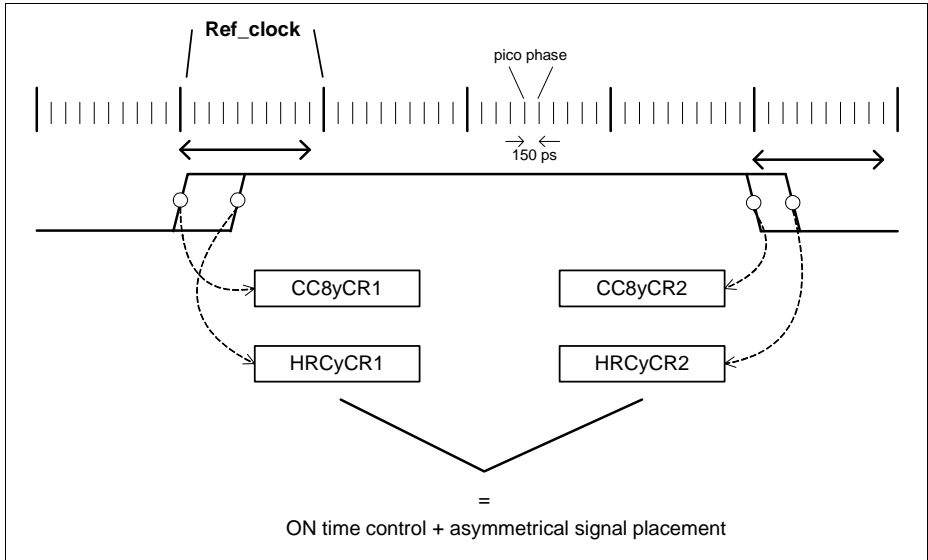 Ref_clock
pico phase
150 ps
CC8yCR1
CC8yCR2
HRCyCR1
HRCyCR2
=
ON time control + asymmetrical signal placement